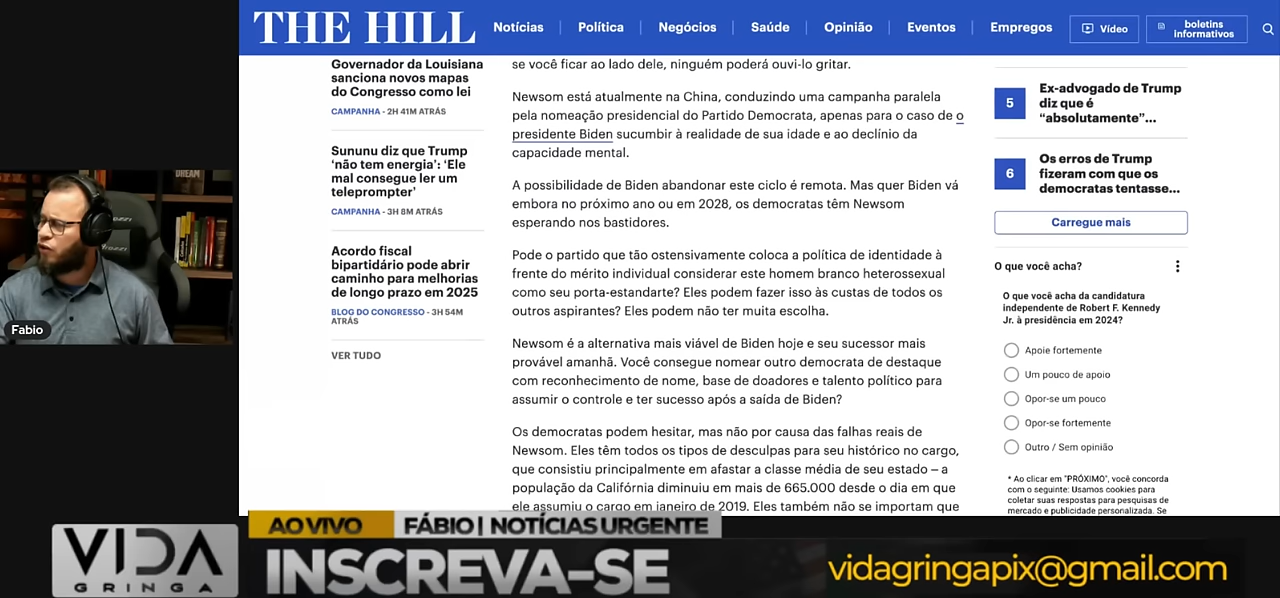 THE HILL
Notícias
Política
Negócios
Saúde
Opinião
Eventos
Empregos
Vídeo
boletins
informativos
Governador da Louisiana
sanciona novos mapas
do Congresso como lei
CAMPANHA - 2H 41M ATRÁS
Sununu diz que Trump
‘não tem energia’: ‘Ele
mal consegue ler um
teleprompter’
CAMPANHA - 3H 8M ATRÁS
Acordo fiscal
bipartidário pode abrir
caminho para melhorias
de longo prazo em 2025
BLOG DO CONGRESSO - 3H 54M
ATRÁS
VER TUDO
se você ficar ao lado dele, ninguém poderá ouvi-lo gritar.
Newsom está atualmente na China, conduzindo uma campanha paralela
pela nomeação presidencial do Partido Democrata, apenas para o caso de o
presidente Biden sucumbir à realidade de sua idade e ao declínio da
capacidade mental.
A possibilidade de Biden abandonar este ciclo é remota. Mas quer Biden vá
embora no próximo ano ou em 2028, os democratas têm Newsom
esperando nos bastidores.
Pode o partido que tão ostensivamente coloca a política de identidade à
frente do mérito individual considerar este homem branco heterossexual
como seu porta-estandarte? Eles podem fazer isso às custas de todos os
outros aspirantes? Eles podem não ter muita escolha.
Newsom é a alternativa mais viável de Biden hoje e seu sucessor mais
provável amanhã. Você consegue nomear outro democrata de destaque
com reconhecimento de nome, base de doadores e talento político para
assumir o controle e ter sucesso após a saída de Biden?
Os democratas podem hesitar, mas não por causa das falhas reais de
Newsom. Eles têm todos os tipos de desculpas para seu histórico no cargo,
que consistiu principalmente em afastar a classe média de seu estado – a
população da Califórnia diminuiu em mais de 665.000 desde o dia em que
ele assumiu o cargo em janeiro de 2019. Eles também não se importam que
5
Ex-advogado de Trump
diz que é
“absolutamente”...
6
Os erros de Trump
fizeram com que os
democratas tentasse...
Carregue mais
O que você acha?
O que você acha da candidatura
independente de Robert F. Kennedy
Jr. à presidência em 2024?
Apoie fortemente
Um pouco de apoio
Opor-se um pouco
Opor-se fortemente
Outro / Sem opinião
* Ao clicar em "PRÓXIMO", você concorda
com o seguinte: Usamos cookies para
coletar suas respostas para pesquisas de
mercado e publicidade personalizada. Se
DREAM
Fabio
AO VIVO
FÁBIO | NOTÍCIAS URGENTE
VIDA
GRINGA
INSCREVA-SE
vidagringapix@gmail.com